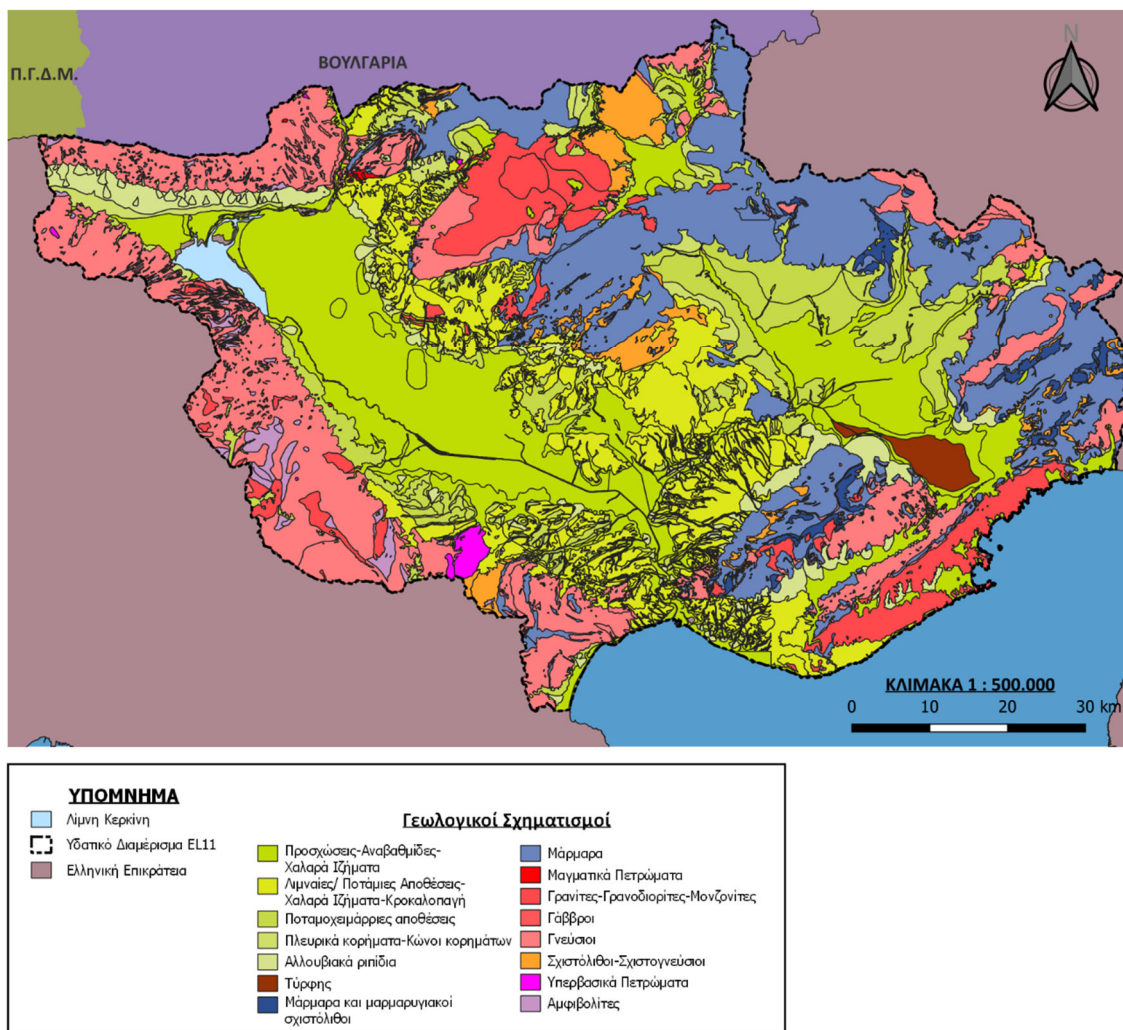 Π.Γ.Δ.Μ.
ΒΟΥΛΓΑΡΙΑ
N
ΚΛΙΜΑΚΑ 1 : 500.000
0 10 20 30 km
ΥΠΟΜΝΗΜΑ
Λίμνη Κερκίνη
Υδατικό Διαμέρισμα EL11
Ελληνική Επικράτεια
Γεωλογικοί Σχηματισμοί
Προσχώσεις-Αναβαθμίδες-
Χαλαρά Ιζήματα
Λιμναίες/ Ποτάμιες Αποθέσεις-
Χαλαρά Ιζήματα-Κροκαλοπαγή
Ποταμοχειμάρριες αποθέσεις
Πλευρικά κορήματα-Κώνοι κορημάτων
Αλλουβιακά ριπίδια
Τύρφης
Μάρμαρα και μαρμαρυγιακοί
σχιστόλιθοι
Μάρμαρα
Μαγματικά Πετρώματα
Γρανίτες-Γρανοδιορίτες-Μονζονίτες
Γάββροι
Γνεύσιοι
Σχιστόλιθοι-Σχιστογνεύσιοι
Υπερβασικά Πετρώματα
Αμφιβολίτες